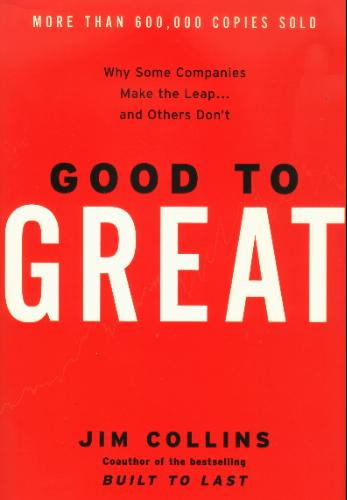 MORE THAN 600,000 COPIES SOLD
Why Some Companies
Make the Leap...
and Others Don't
GOOD TO
GREAT
JIM COLLINS
Coauthor of the bestselling
BUILT TO LAST